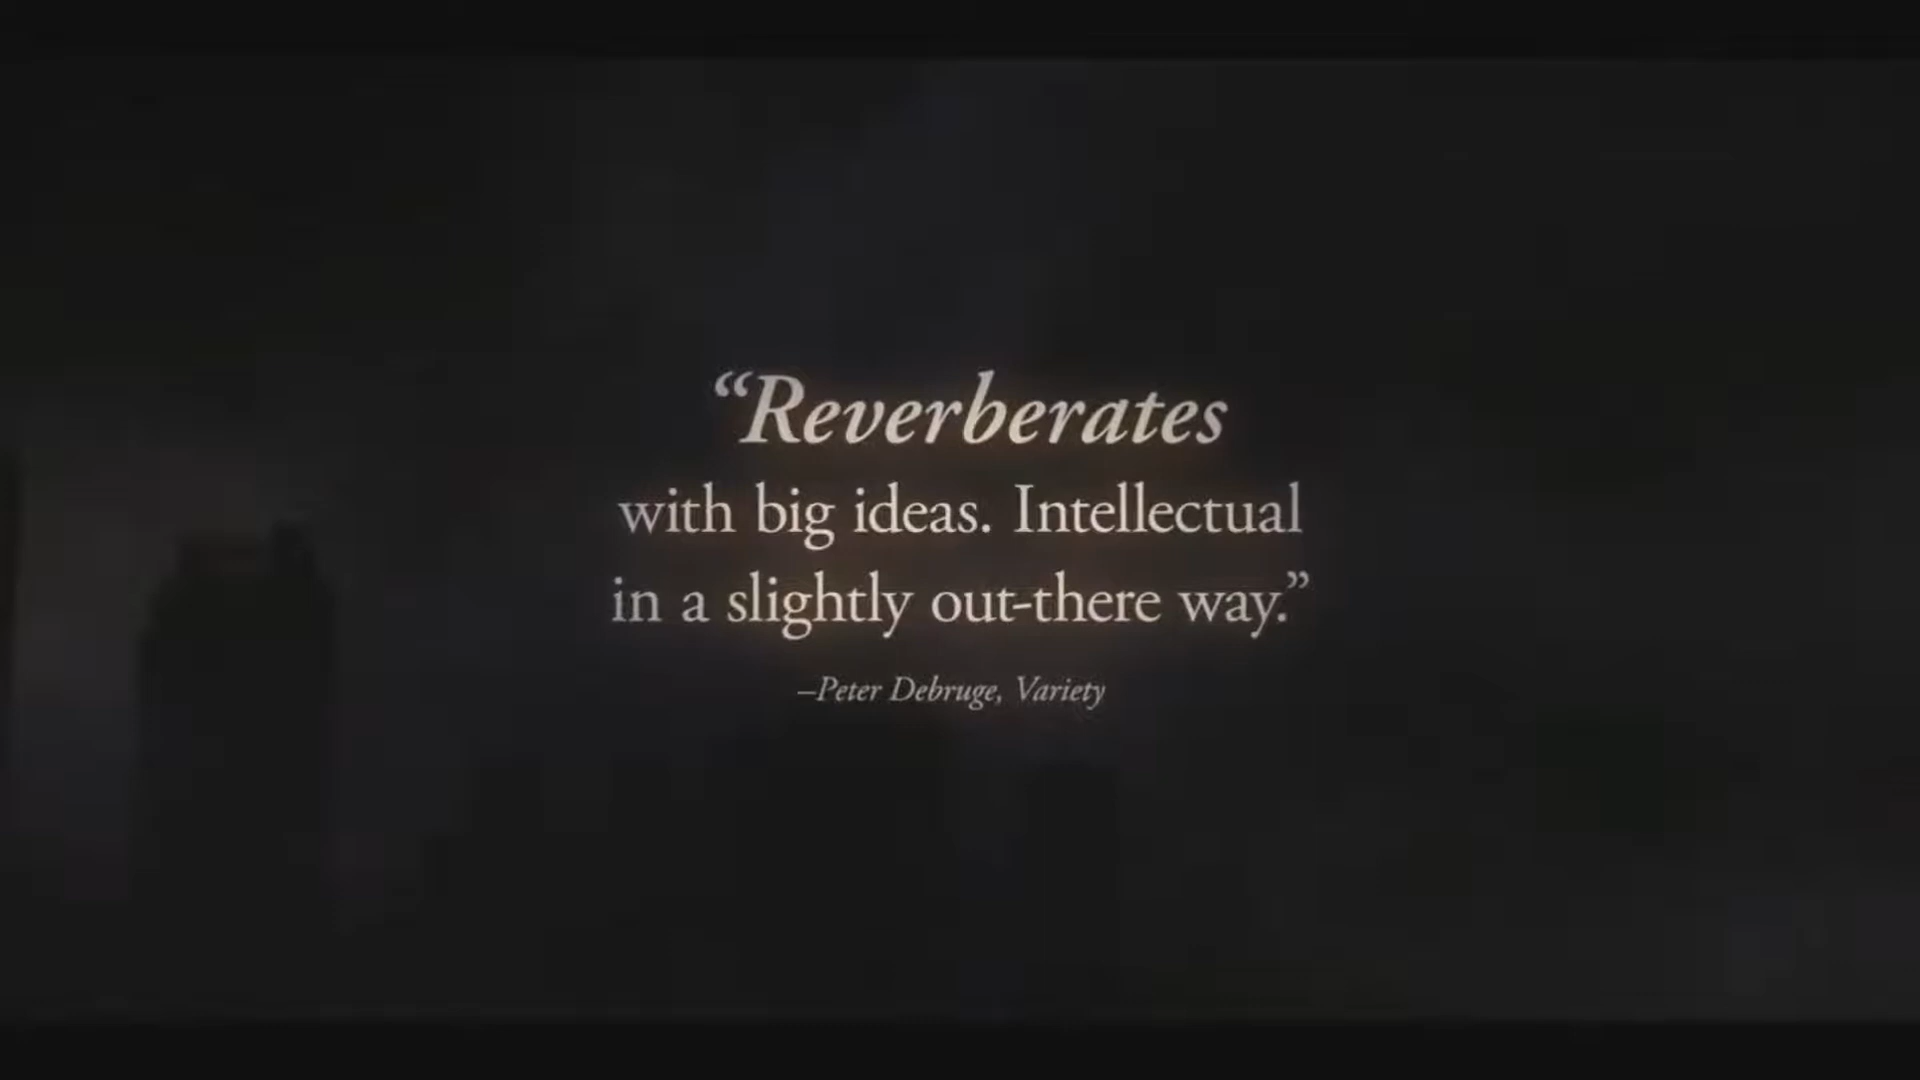 “Reverberates
with big ideas. Intellectual
in a slightly out-there way.”
–Peter Debruge, Variety